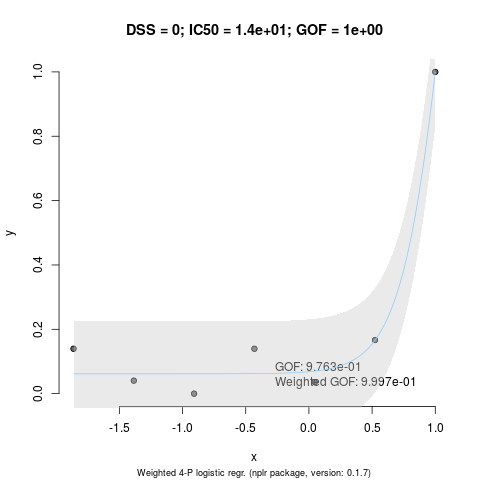 DSS = 0; IC50 = 1.4e+01; GOF = 1e+00
1.0
0.8
0.6
y
0.4
0.2
GOF: 9.763e-01
Weighted GOF: 9.997e-01
0.0
-1.5 -1.0 -0.5 0.0 0.5 1.0
x
Weighted 4-P logistic regr. (nplr package, version: 0.1.7)